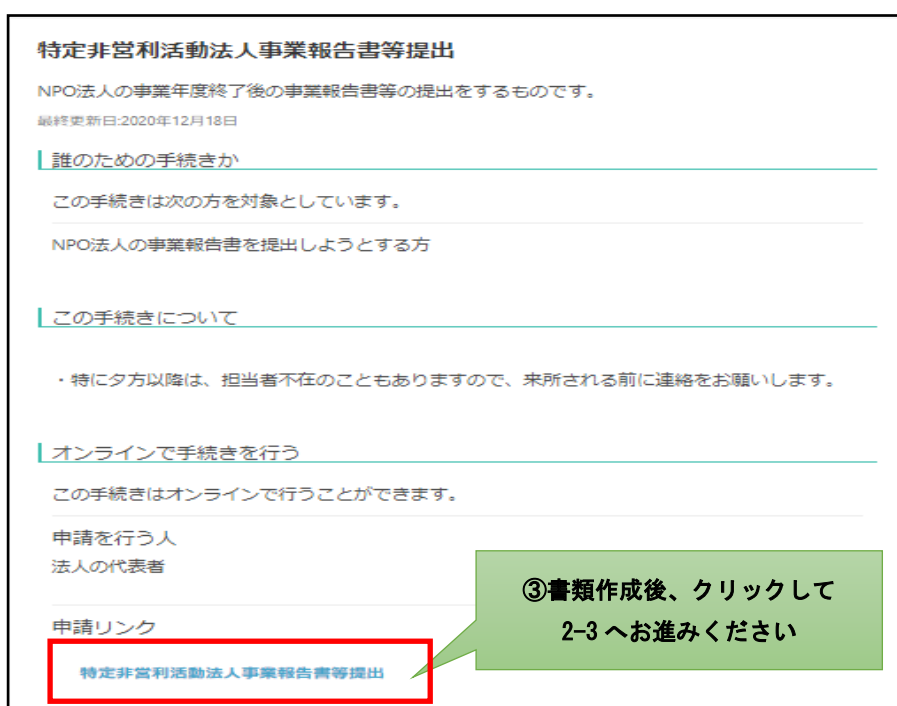 特定非営利活動法人事業報告書等提出
NPO法人の事業年度終了後の事業報告書等の提出をするものです。
最終更新日:2020年12月18日
誰のための手続きか
この手続きは次の方を対象としています。
NPO法人の事業報告書を提出しようとする方
この手続きについて
・特に夕方以降は、担当者不在のこともありますので、来所される前に連絡をお願いします。
オンラインで手続きを行う
この手続きはオンラインで行うことができます。
申請を行う人
法人の代表者
③書類作成後、クリックして
2-3 へお進みください
申請リンク
特定非営利活動法人事業報告書等提出